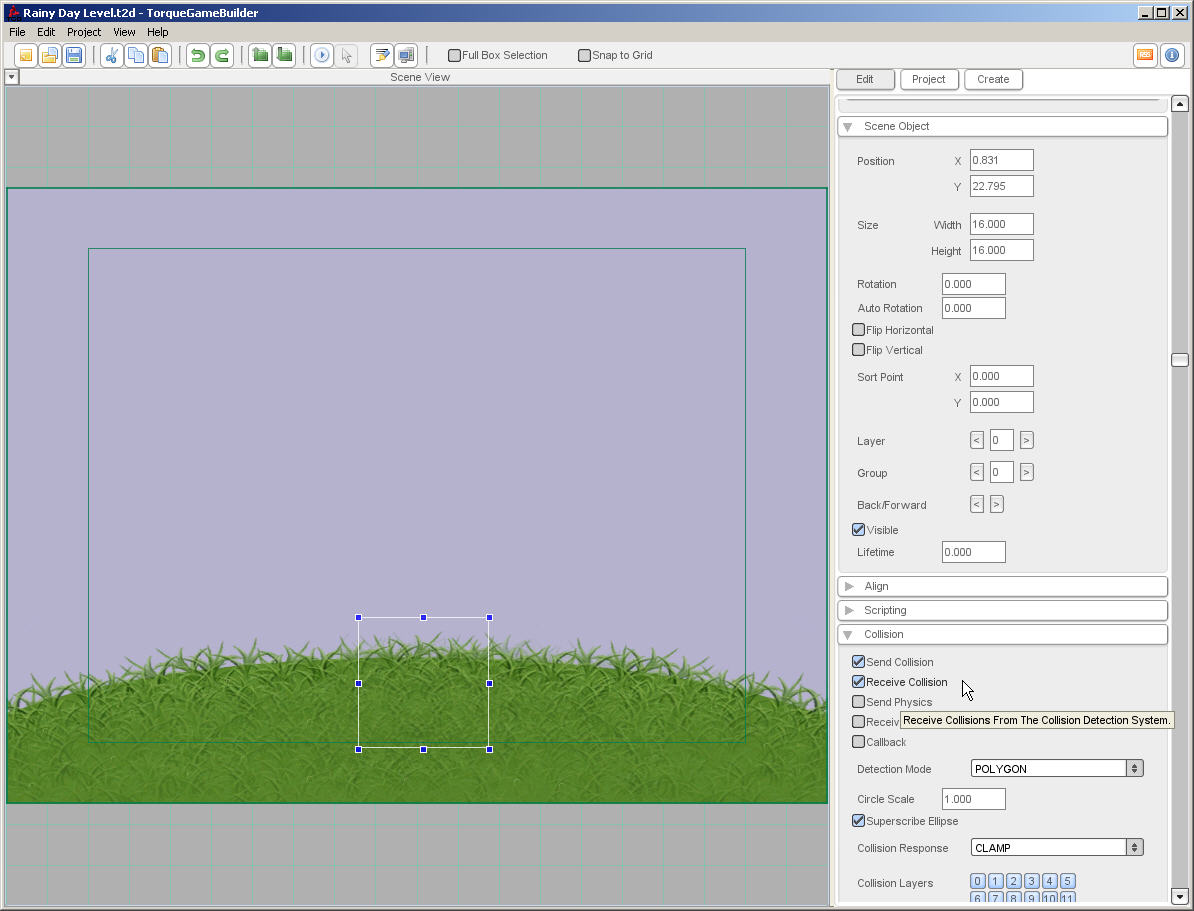 Rainy Day Level.t2d - TorqueGameBuilder
File Edit Project View Help
Full Box Selection Snap to Grid
Scene View
Edit Project Create
Scene Object
Position X 0.831
Y 22.795
Size Width 16.000
Height 16.000
Rotation 0.000
Auto Rotation 0.000
Flip Horizontal
Flip Vertical
Sort Point X 0.000
Y 0.000
Layer < 0 >
Group < 0 >
Back/Forward < >
Visible
Lifetime 0.000
Align
Scripting
Collision
Send Collision
Receive Collision
Send Physics
Receiv Receive Collisions From The Collision Detection System.
Callback
Detection Mode POLYGON
Circle Scale 1.000
Superscribe Ellipse
Collision Response CLAMP
Collision Layers 0 1 2 3 4 5
6 7 8 9 10 11